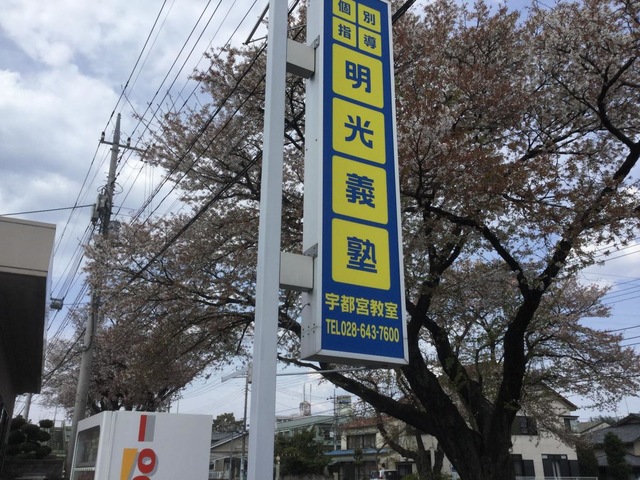 個別
指導
明
光
義
塾
宇都宮教室
TEL028-643-7600